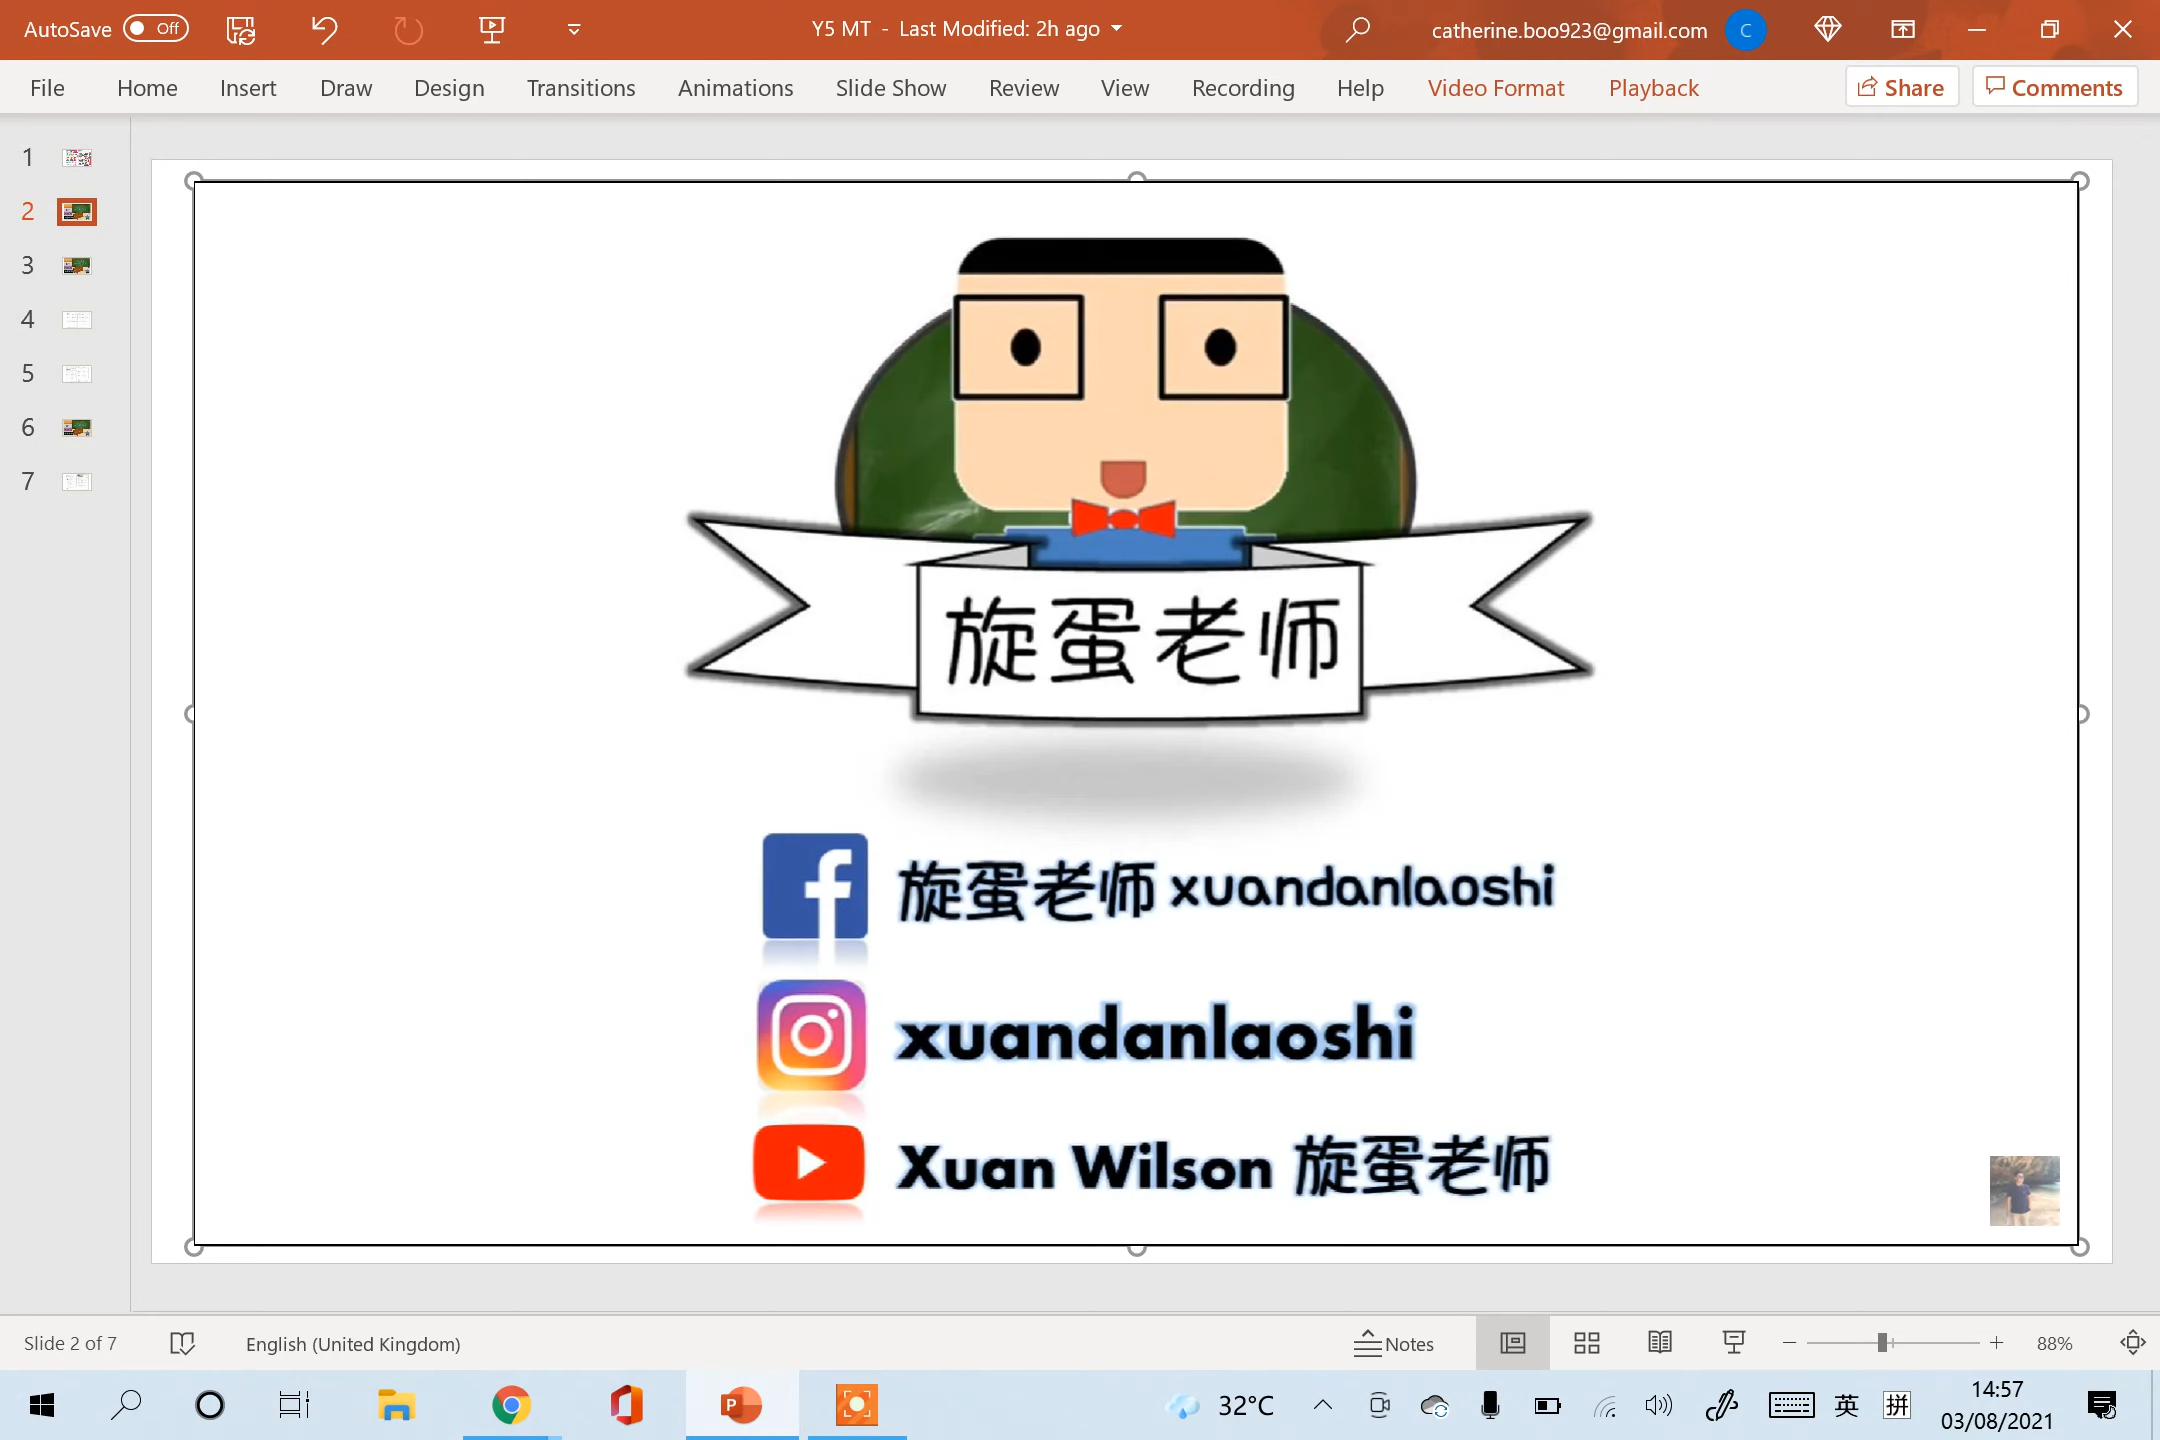 AutoSave Off
Y5 MT - Last Modified: 2h ago
catherine.boo923@gmail.com
C
File Home Insert Draw Design Transitions Animations Slide Show Review View Recording Help Video Format Playback
Share Comments
1
2
3
4
5
6
7
旋蛋老师
旋蛋老师 xuandanlaoshi
xuandanlaoshi
Xuan Wilson 旋蛋老师
Slide 2 of 7
English (United Kingdom)
Notes
88%
32°C
英
拼
14:57
03/08/2021